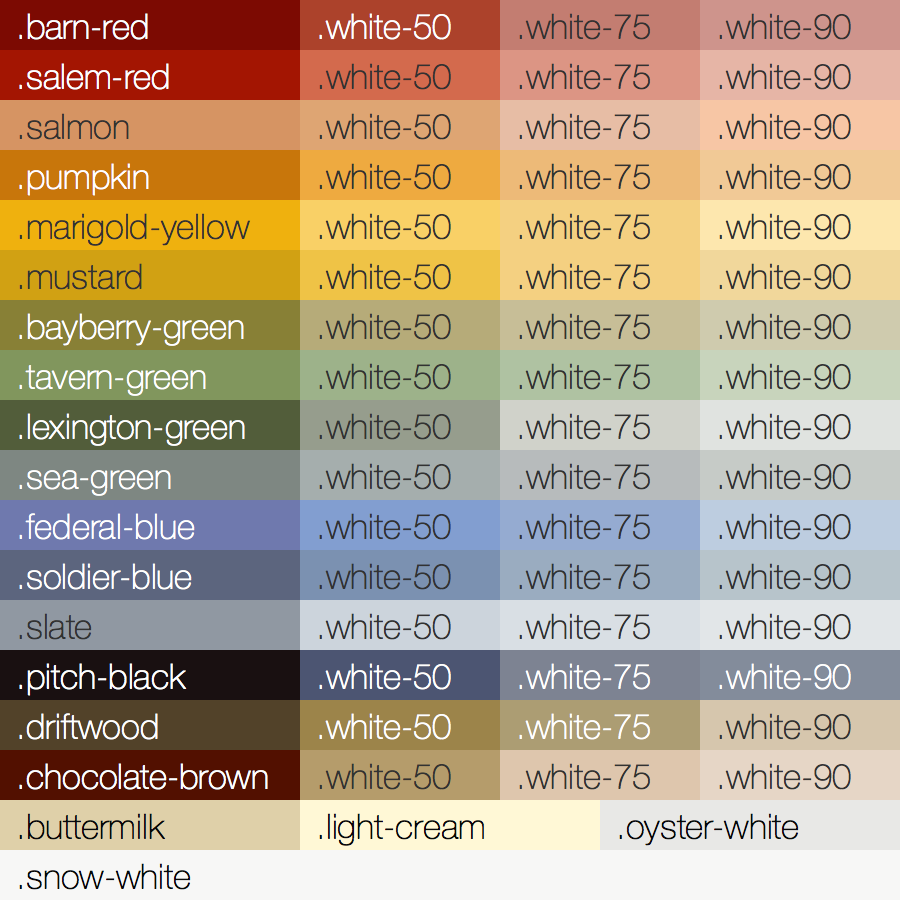 .barn-red .white-50 .white-75 .white-90
.salem-red .white-50 .white-75 .white-90
.salmon .white-50 .white-75 .white-90
.pumpkin .white-50 .white-75 .white-90
.marigold-yellow .white-50 .white-75 .white-90
.mustard .white-50 .white-75 .white-90
.bayberry-green .white-50 .white-75 .white-90
.tavern-green .white-50 .white-75 .white-90
.lexington-green .white-50 .white-75 .white-90
.sea-green .white-50 .white-75 .white-90
.federal-blue .white-50 .white-75 .white-90
.soldier-blue .white-50 .white-75 .white-90
.slate .white-50 .white-75 .white-90
.pitch-black .white-50 .white-75 .white-90
.driftwood .white-50 .white-75 .white-90
.chocolate-brown .white-50 .white-75 .white-90
.buttermilk .light-cream .oyster-white
.snow-white